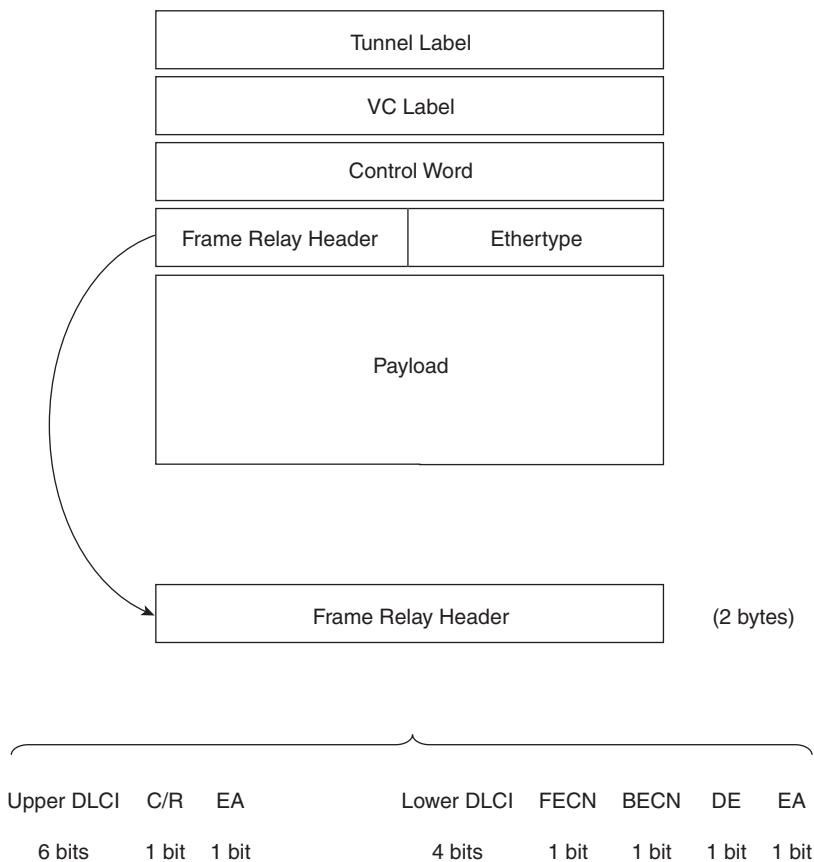 Tunnel Label
VC Label
Control Word
Frame Relay Header Ethertype
Payload
Frame Relay Header (2 bytes)
Upper DLCI C/R EA Lower DLCI FECN BECN DE EA
6 bits 1 bit 1 bit 4 bits 1 bit 1 bit 1 bit 1 bit